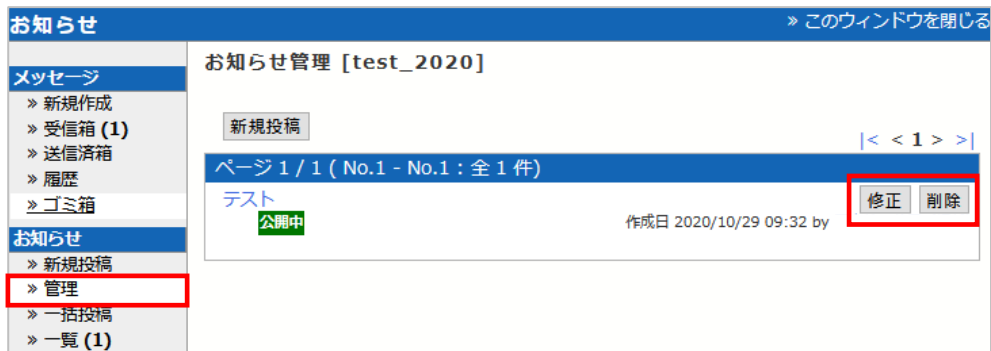 お知らせ
» このウィンドウを閉じる
メッセージ
» 新規作成
» 受信箱 (1)
» 送信済箱
» 履歴
» ゴミ箱
お知らせ
» 新規投稿
» 管理
» 一括投稿
» 一覧 (1)
お知らせ管理 [test_2020]
新規投稿
|< < 1 > >|
ページ 1 / 1 ( No.1 - No.1 : 全 1 件)
テスト
修正 削除
公開中
作成日 2020/10/29 09:32 by